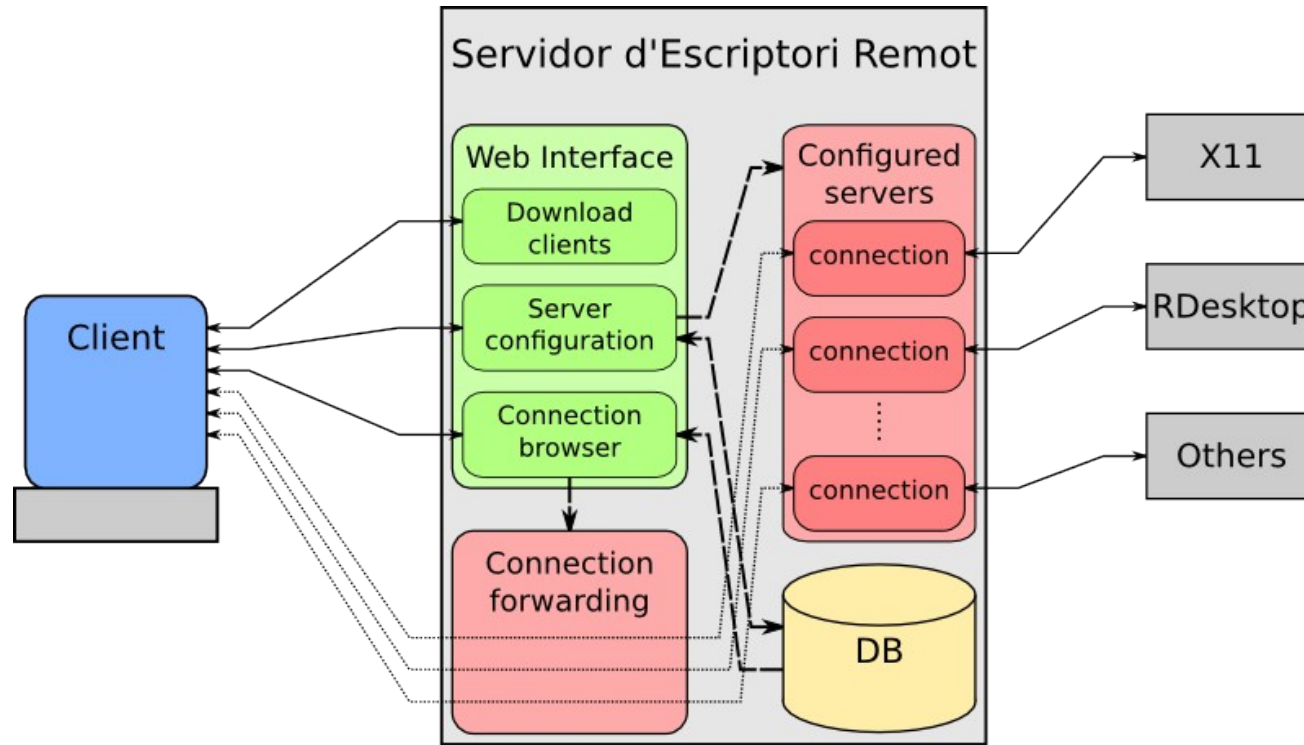 Servidor d'Escriptori Remot
Client
Web Interface
Download
clients
Server
configuration
Connection
browser
Connection
forwarding
Configured
servers
connection
connection
connection
DB
X11
RDesktop
Others